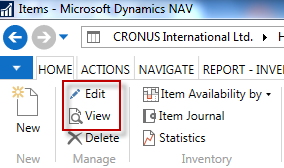 Items - Microsoft Dynamics NAV
CRONUS International Ltd.
HOME ACTIONS NAVIGATE REPORT - INVEN
New
Edit
View
Delete
Manage
Item Availability by
Item Journal
Statistics
Inventory
New